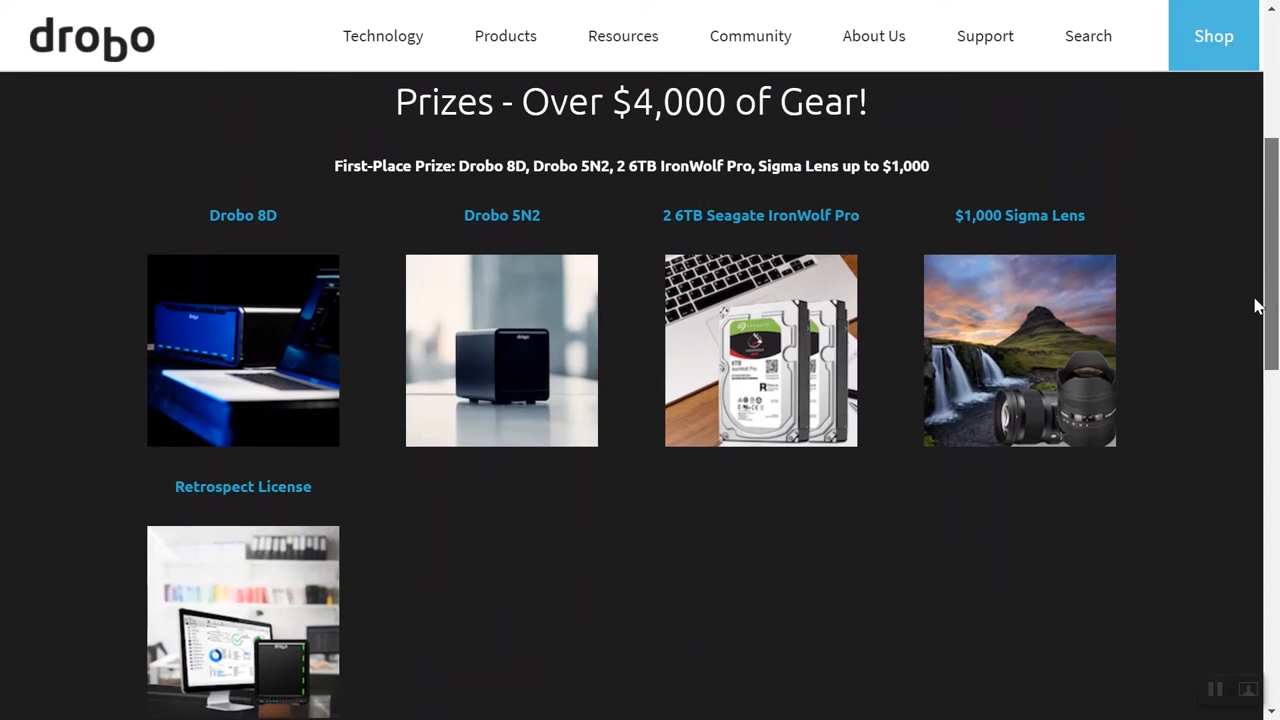 drobo
Technology Products Resources Community About Us Support Search Shop
Prizes - Over $4,000 of Gear!
First-Place Prize: Drobo 8D, Drobo 5N2, 2 6TB IronWolf Pro, Sigma Lens up to $1,000
Drobo 8D Drobo 5N2 2 6TB Seagate IronWolf Pro $1,000 Sigma Lens
Retrospect License